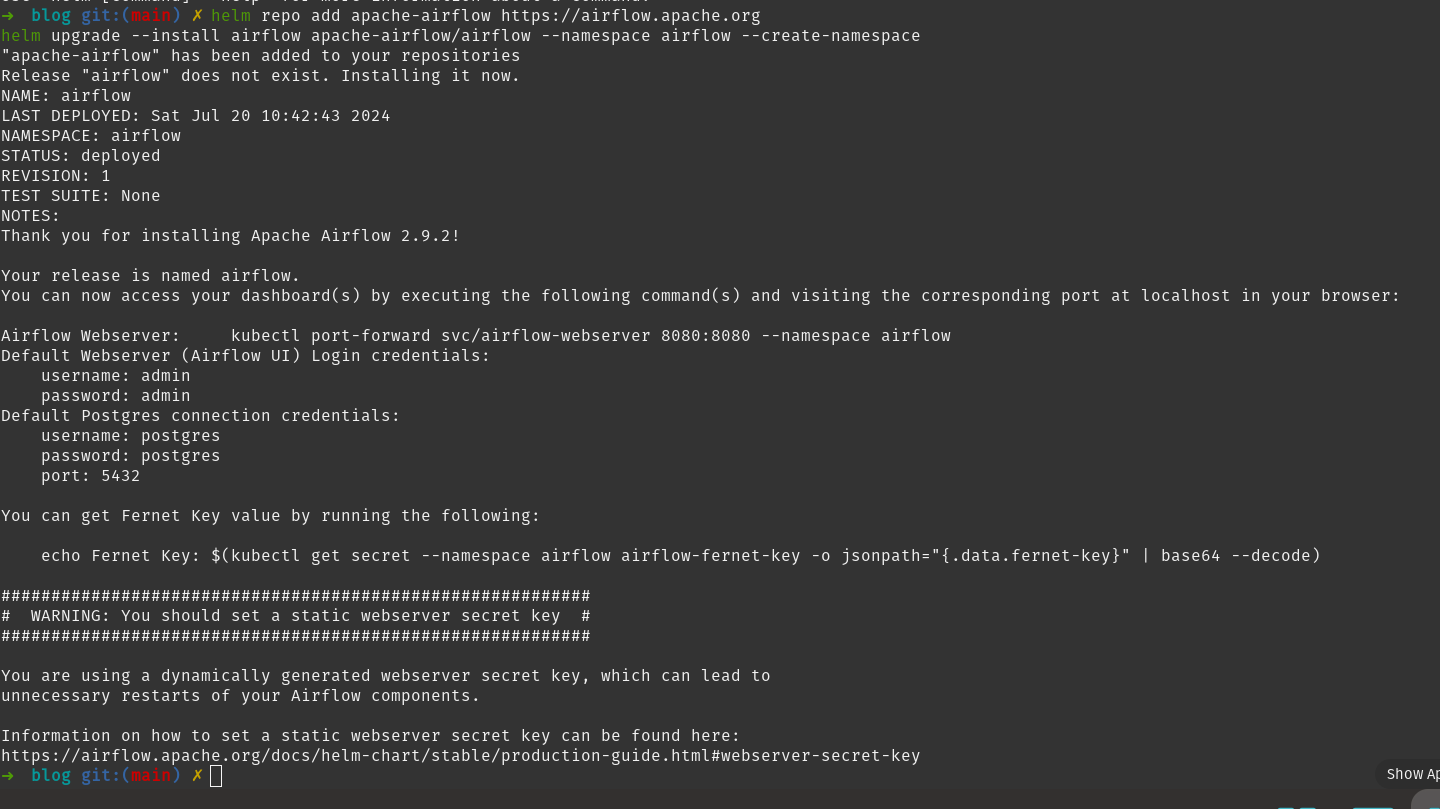 ➜  blog git:(main) ✗ helm repo add apache-airflow https://airflow.apache.org
helm upgrade --install airflow apache-airflow/airflow --namespace airflow --create-namespace
"apache-airflow" has been added to your repositories
Release "airflow" does not exist. Installing it now.
NAME: airflow
LAST DEPLOYED: Sat Jul 20 10:42:43 2024
NAMESPACE: airflow
STATUS: deployed
REVISION: 1
TEST SUITE: None
NOTES:
Thank you for installing Apache Airflow 2.9.2!

Your release is named airflow.
You can now access your dashboard(s) by executing the following command(s) and visiting the corresponding port at localhost in your browser:

Airflow Webserver:     kubectl port-forward svc/airflow-webserver 8080:8080 --namespace airflow
Default Webserver (Airflow UI) Login credentials:
    username: admin
    password: admin
Default Postgres connection credentials:
    username: postgres
    password: postgres
    port: 5432

You can get Fernet Key value by running the following:

    echo Fernet Key: $(kubectl get secret --namespace airflow airflow-fernet-key -o jsonpath="{.data.fernet-key}" | base64 --decode)

###########################################################
#  WARNING: You should set a static webserver secret key  #
###########################################################

You are using a dynamically generated webserver secret key, which can lead to
unnecessary restarts of your Airflow components.

Information on how to set a static webserver secret key can be found here:
https://airflow.apache.org/docs/helm-chart/stable/production-guide.html#webserver-secret-key
➜  blog git:(main) ✗
Show Ap